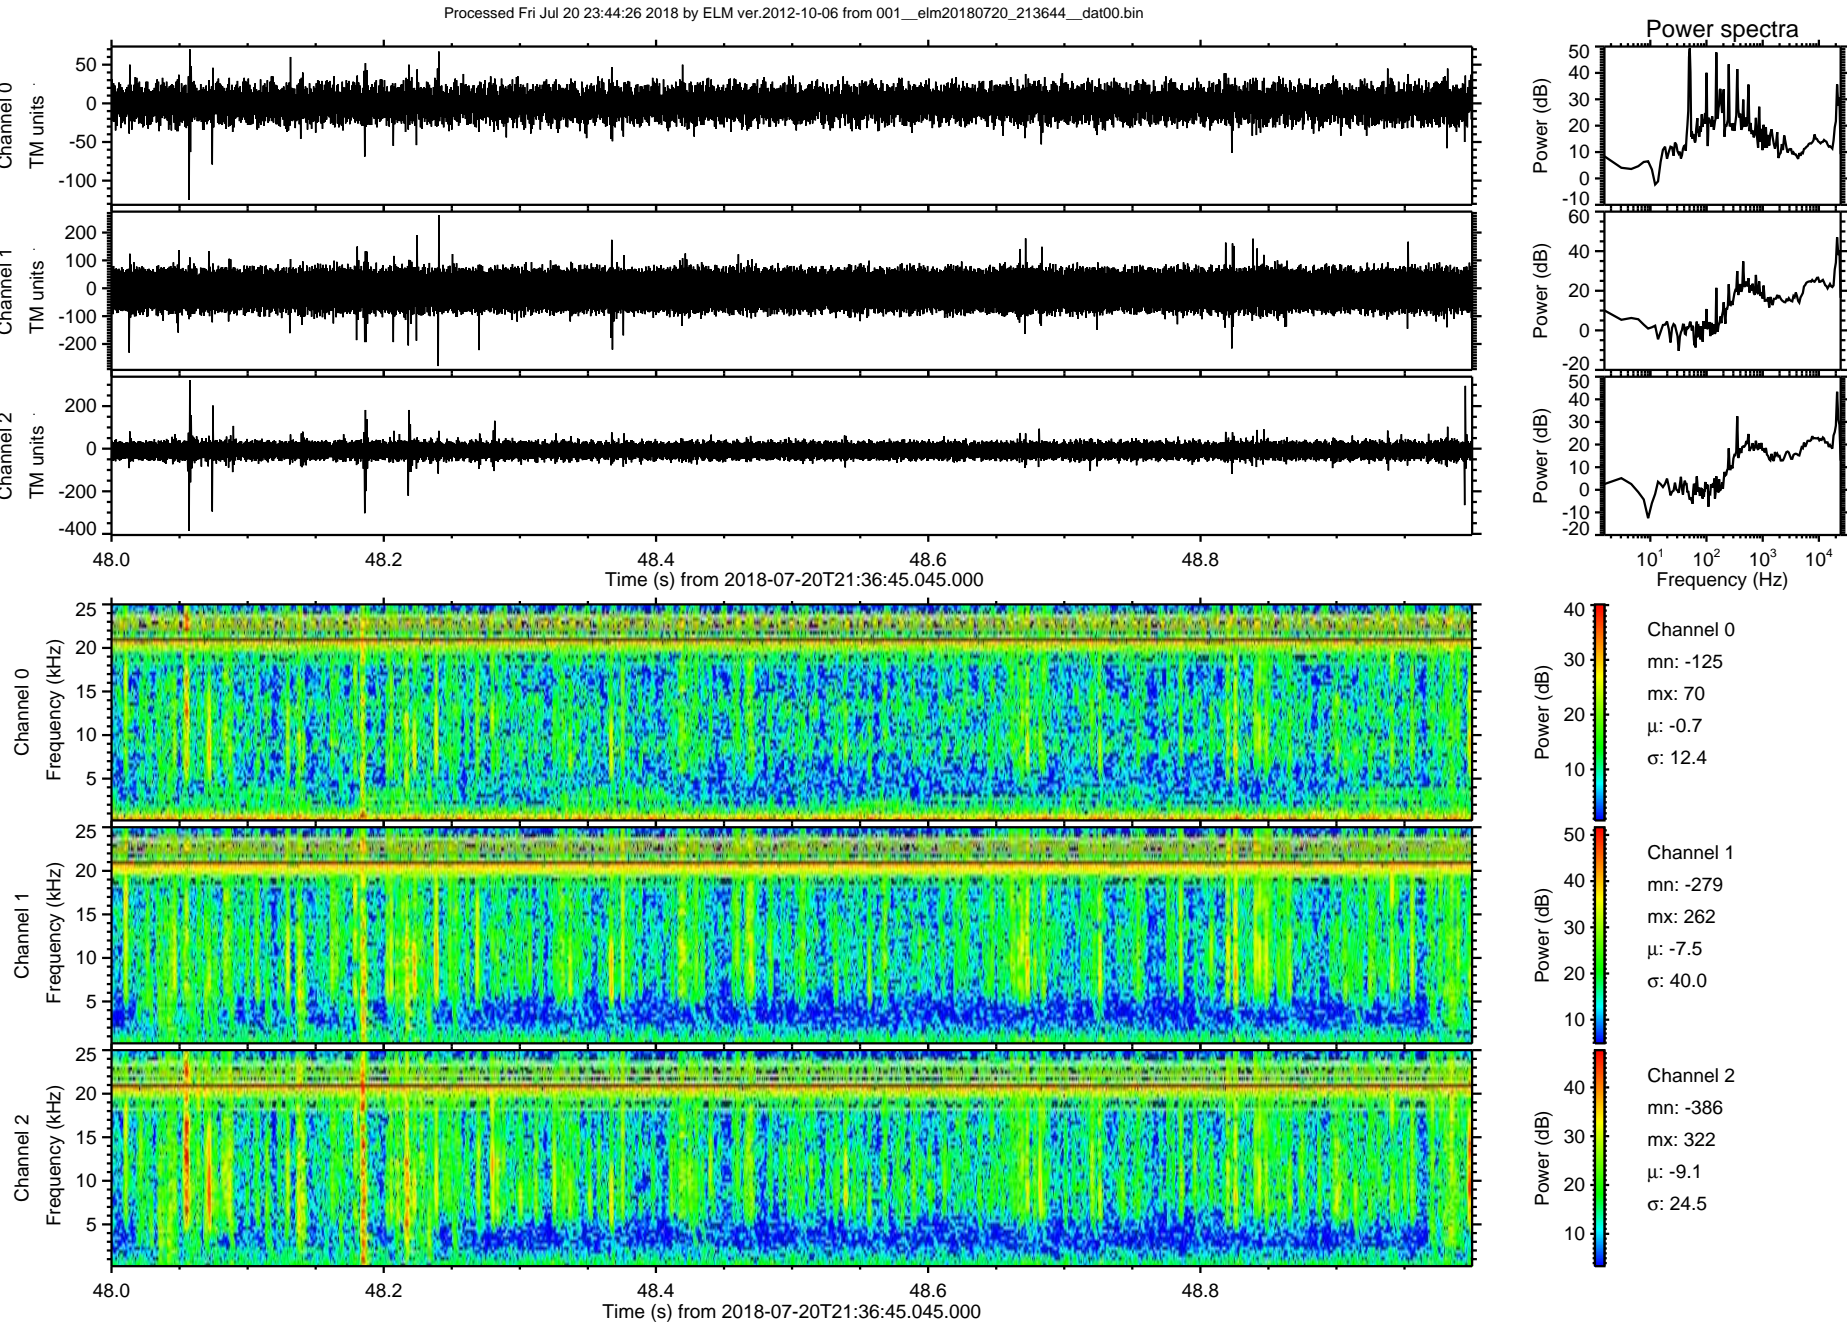 Processed Fri Jul 20 23:44:26 2018 by ELM ver.2012-10-06 from 001__elm20180720_213644__dat00.bin
Power spectra
Channel 0
TM units
50
0
-50
-100
Power (dB)
50
40
30
20
10
0
-10
Channel 1
TM units
200
100
0
-100
-200
Power (dB)
60
40
20
0
-20
Channel 2
TM units
200
0
-200
-400
Power (dB)
50
40
30
20
10
0
-10
-20
48.0 48.2 48.4 48.6 48.8
Time (s) from 2018-07-20T21:36:45.045.000
10¹ 10² 10³ 10⁴
Frequency (Hz)
Channel 0
Frequency (kHz)
25
20
15
10
5
Power (dB)
40
30
20
10
Channel 0
mn: -125
mx: 70
μ: -0.7
σ: 12.4
Channel 1
Frequency (kHz)
25
20
15
10
5
Power (dB)
50
40
30
20
10
Channel 1
mn: -279
mx: 262
μ: -7.5
σ: 40.0
Channel 2
Frequency (kHz)
25
20
15
10
5
Power (dB)
40
30
20
10
Channel 2
mn: -386
mx: 322
μ: -9.1
σ: 24.5
48.0 48.2 48.4 48.6 48.8
Time (s) from 2018-07-20T21:36:45.045.000